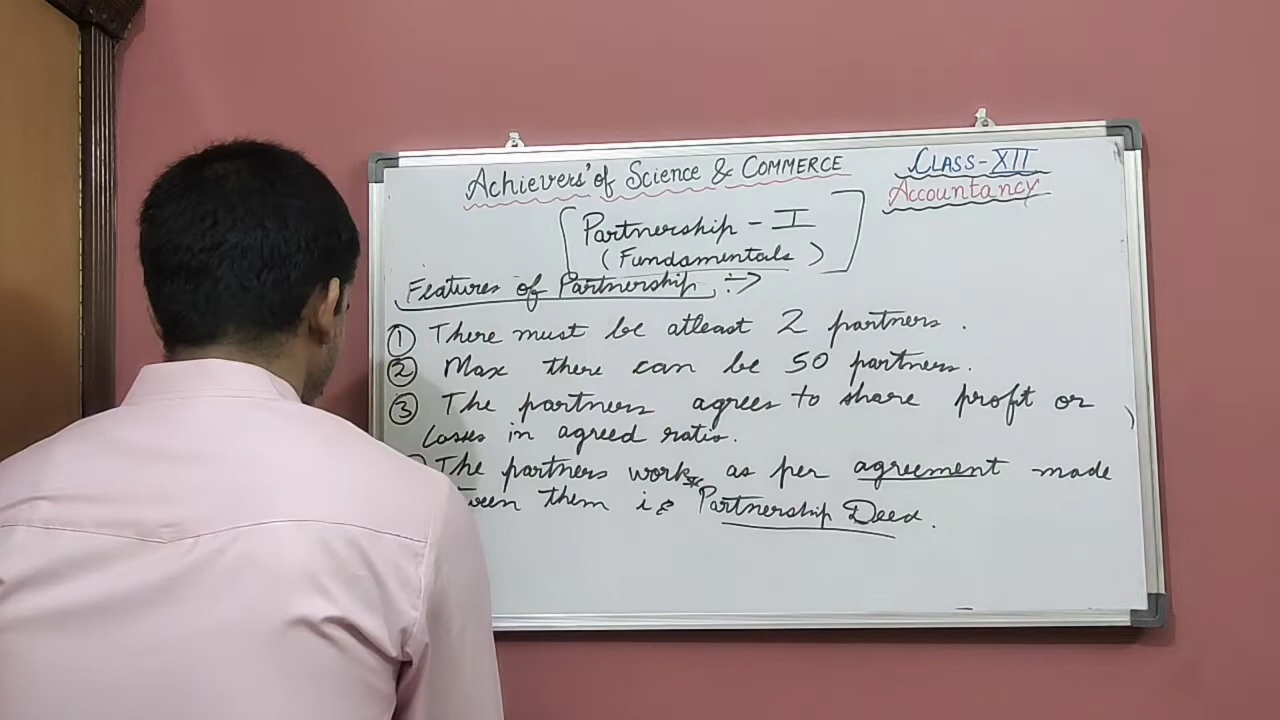 Achievers' of Science & Commerce
Class-XII
Accountancy
[Partnership - I
(Fundamentals)]
Features of Partnership :->
① There must be atleast 2 partners.
② Max there can be 50 partners.
③ The partners agrees to share profit or
Losses in agreed ratio.
The partners works as per agreement made
tween them i.e Partnership Deed.